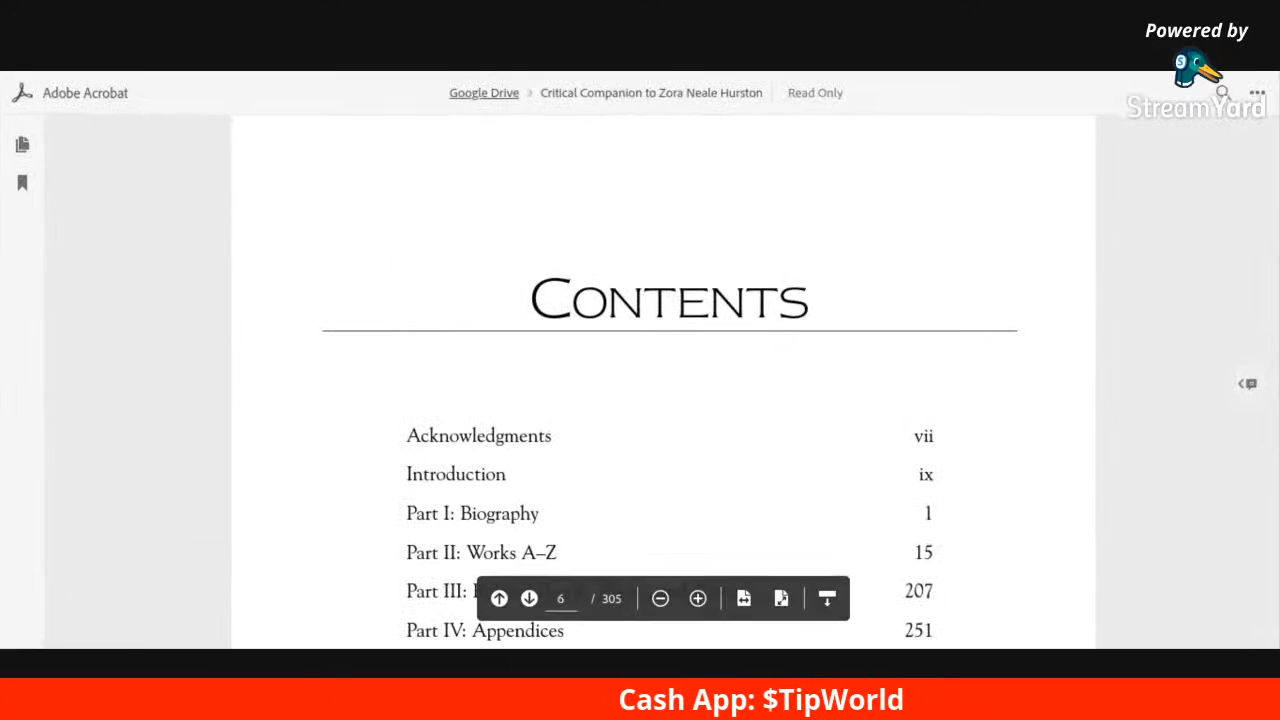 Powered by
StreamYard
Adobe Acrobat
Google Drive › Critical Companion to Zora Neale Hurston Read Only
CONTENTS
Acknowledgments vii
Introduction ix
Part I: Biography 1
Part II: Works A–Z 15
Part III: 207
6 / 305
Part IV: Appendices 251
Cash App: $TipWorld